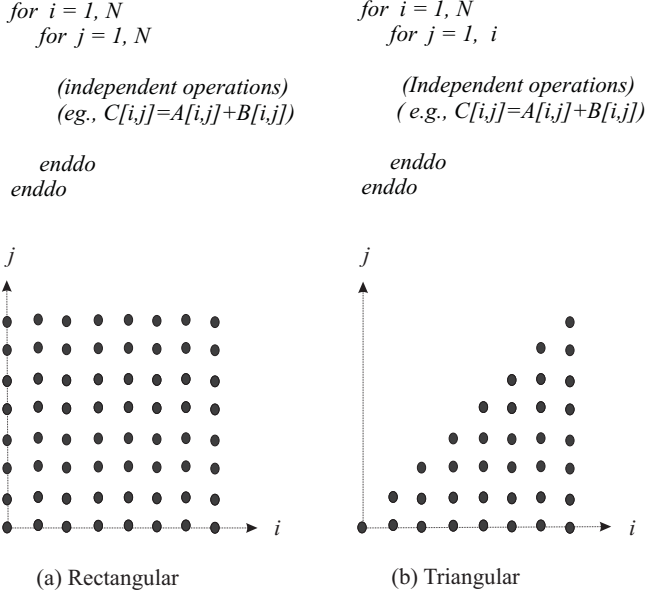 for i = 1, N
for j = 1, N
(independent operations)
(eg., C[i,j]=A[i,j]+B[i,j])
enddo
enddo
j
i
(a) Rectangular
for i = 1, N
for j = 1, i
(Independent operations)
( e.g., C[i,j]=A[i,j]+B[i,j])
enddo
enddo
j
i
(b) Triangular